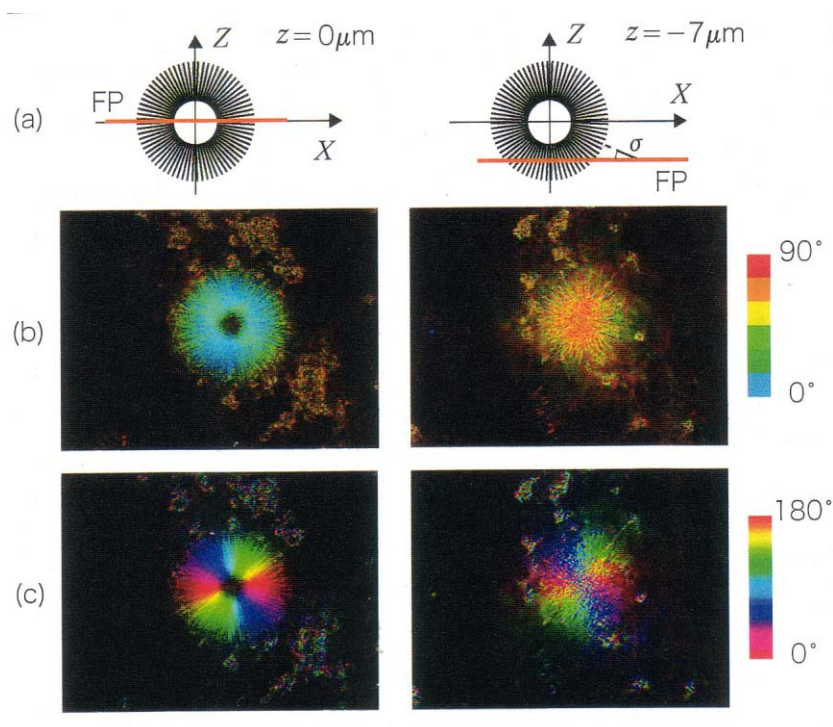 Z z = 0μm
Z z = −7μm
(a) FP X
X σ FP
(b)
90°
0°
(c)
180°
0°